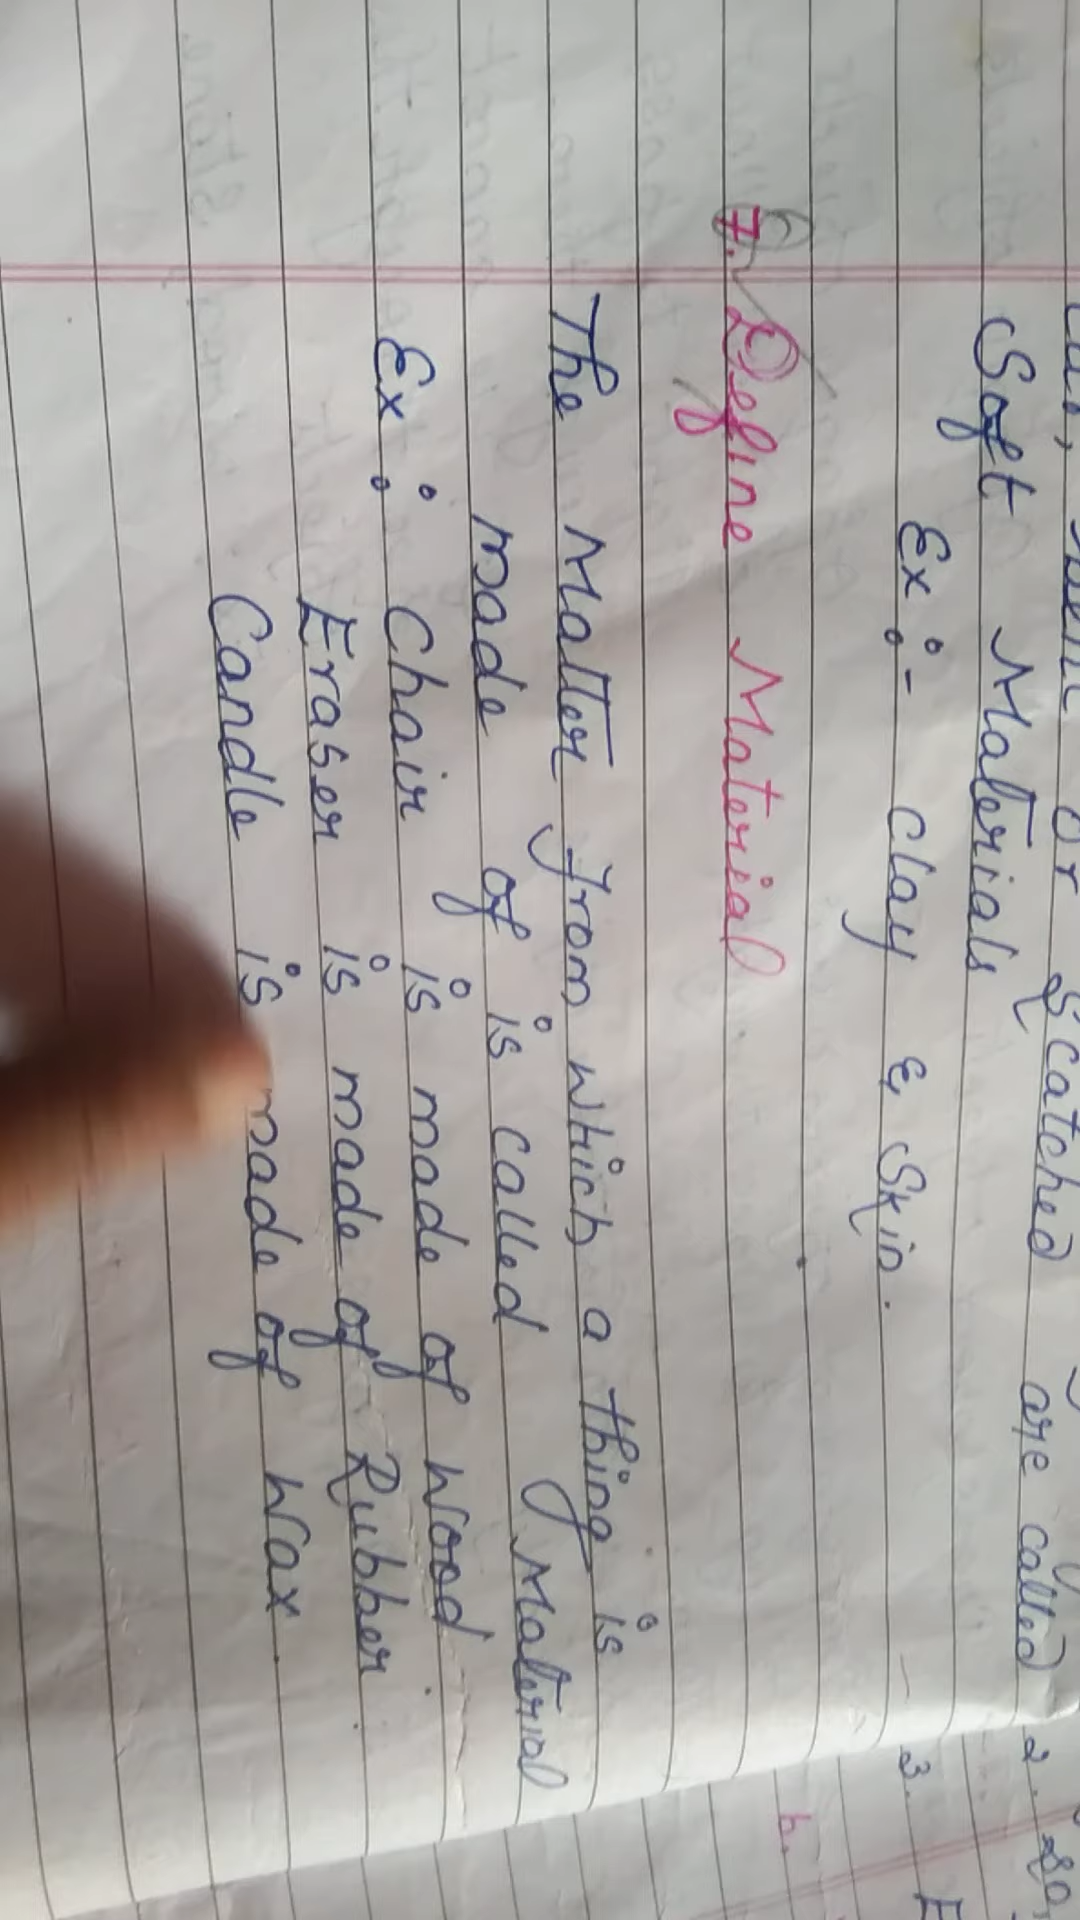 or Scatched are called
Soft Materials
Ex :- Clay & Skin.
7. Define Material
The Matter from which a thing is
made of is called Material
Ex : Chair is made of Wood
Eraser is made of Rubber
Candle is made of Wax
2.
3.
b.